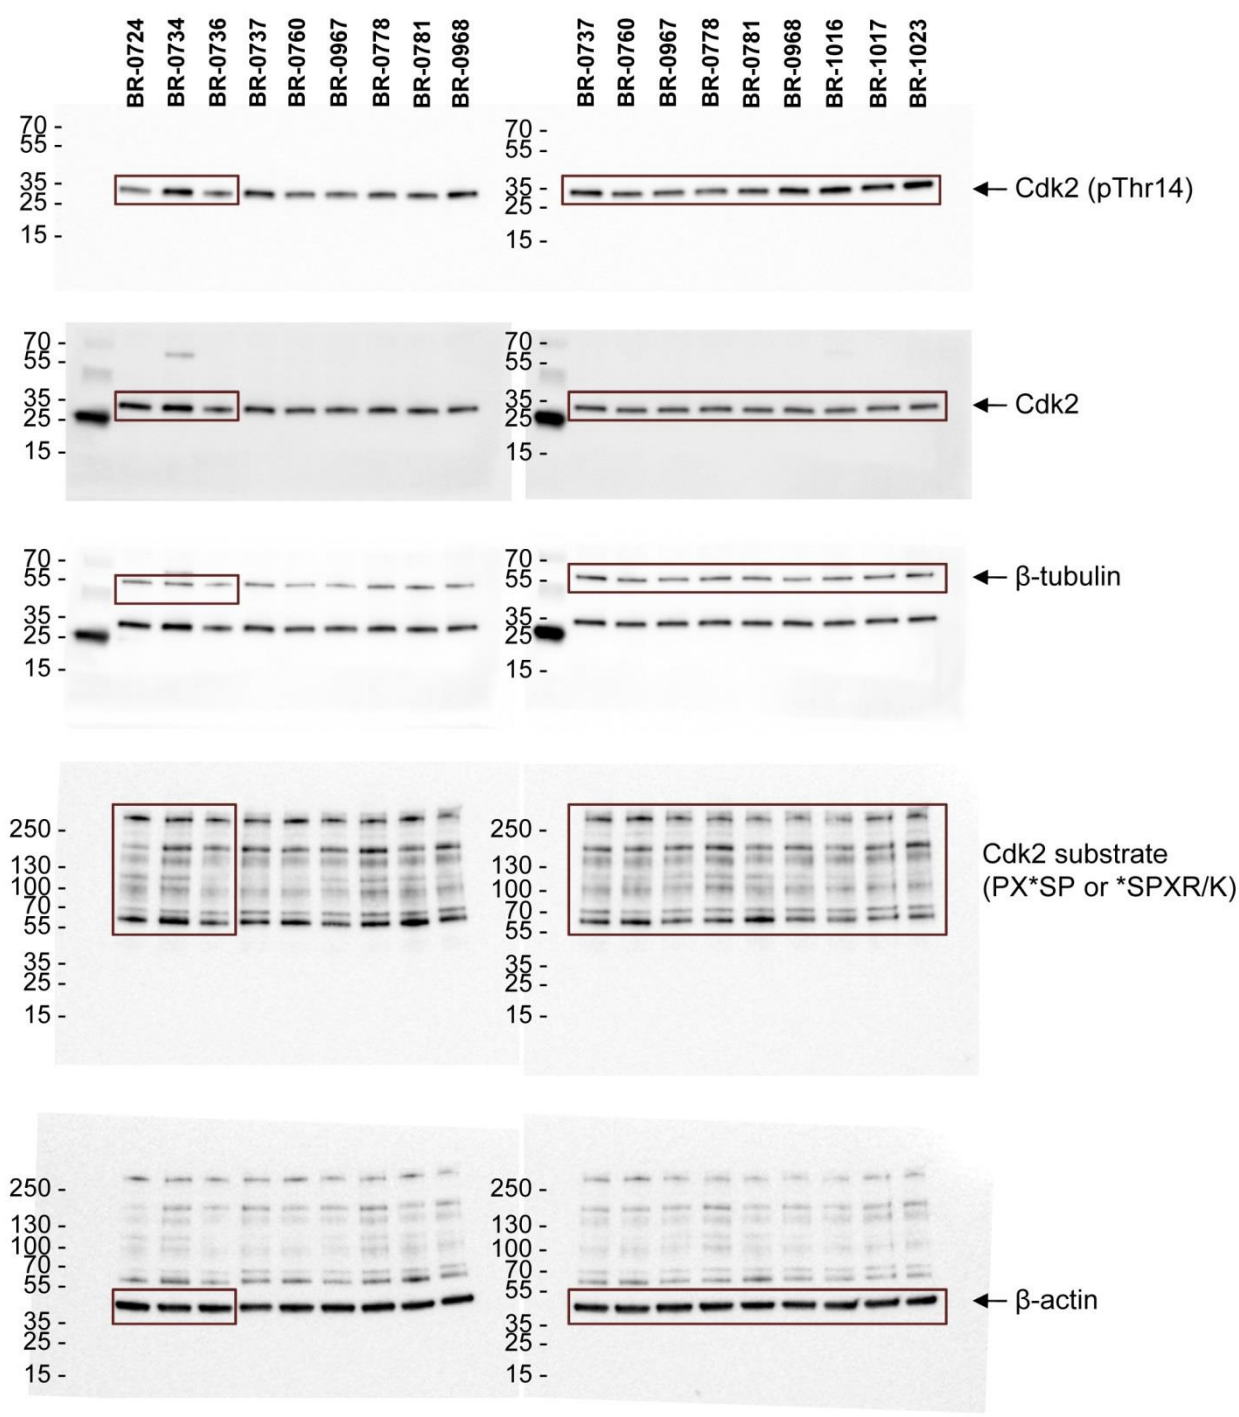 BR-0724 BR-0734 BR-0736 BR-0737 BR-0760 BR-0967 BR-0778 BR-0781 BR-0968 BR-0737 BR-0760 BR-0967 BR-0778 BR-0781 BR-0968 BR-1016 BR-1017 BR-1023
70 - 70 -
55 - 55 -
35 - 35 - Cdk2 (pThr14)
25 - 25 -
15 - 15 -
70 - 70 -
55 - 55 -
35 - 35 - Cdk2
25 - 25 -
15 - 15 -
70 - 70 -
55 - 55 - β-tubulin
35 - 35 -
25 - 25 -
15 - 15 -
250 - 250 -
Cdk2 substrate
130 - 130 -
(PX*SP or *SPXR/K)
100 - 100 -
70 - 70 -
55 - 55 -
35 - 35 -
25 - 25 -
15 - 15 -
250 - 250 -
130 - 130 -
100 - 100 -
70 - 70 -
55 - 55 - β-actin
35 - 35 -
25 - 25 -
15 - 15 -